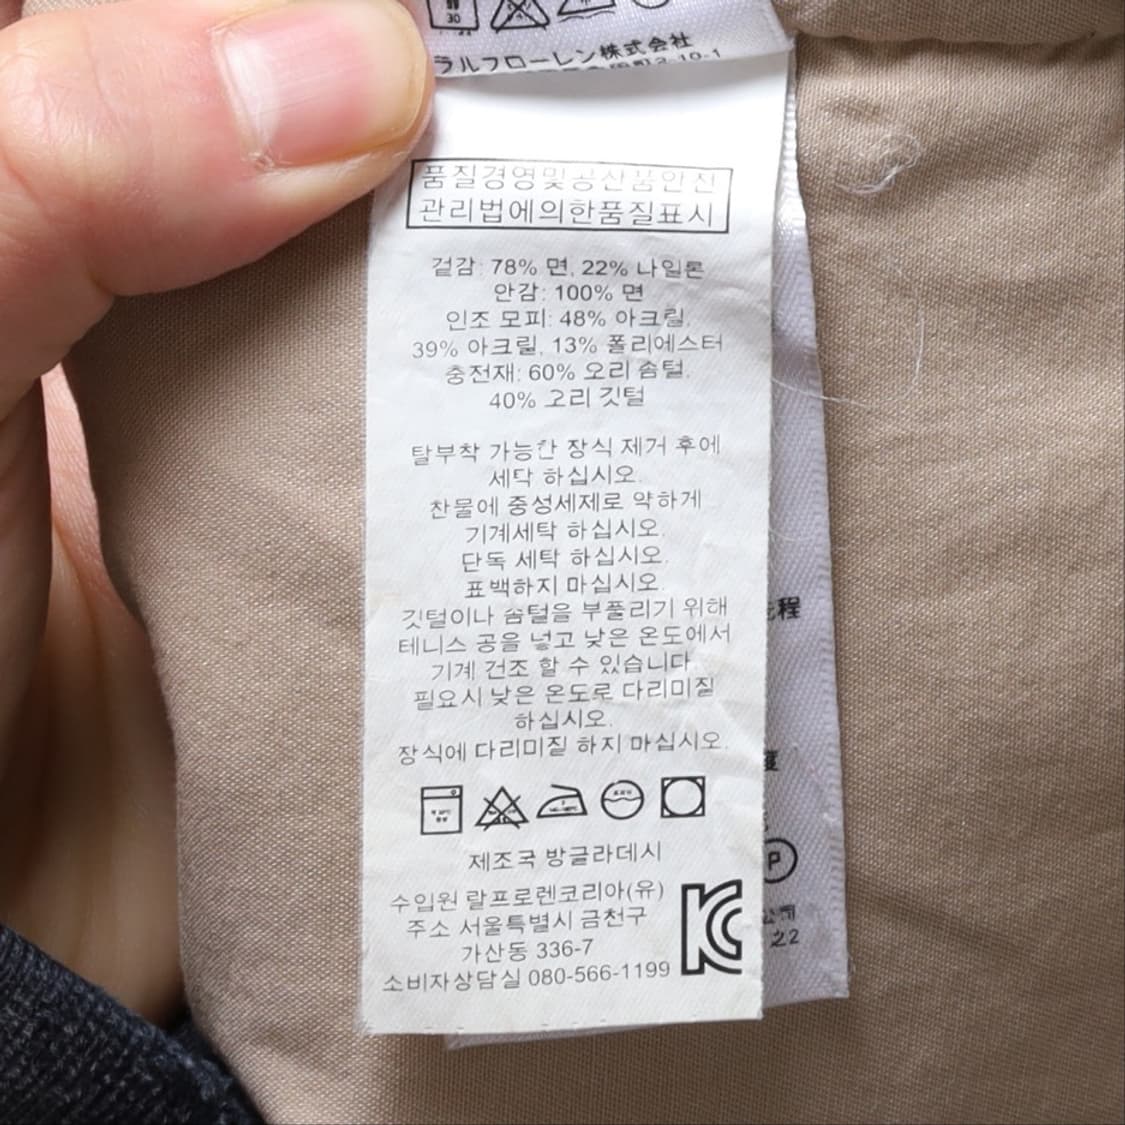 30
ラルフローレン株式会社
2-10-1
품질경영및공산품안전
관리법에의한품질표시
겉감: 78% 면, 22% 나일론
안감: 100% 면
인조 모피: 48% 아크릴,
39% 아크릴, 13% 폴리에스터
충전재: 60% 오리 솜털,
40% 오리 깃털
탈부착 가능한 장식 제거 후에
세탁 하십시오.
찬물에 중성세제로 약하게
기계세탁 하십시오.
단독 세탁 하십시오.
표백하지 마십시오.
깃털이나 솜털을 부풀리기 위해
테니스 공을 넣고 낮은 온도에서
기계 건조 할 수 있습니다.
필요시 낮은 온도로 다리미질
하십시오.
장식에 다리미질 하지 마십시오.
제조국 방글라데시
수입원 랄프로렌코리아(유)
주소 서울특별시 금천구
가산동 336-7
소비자상담실 080-566-1199
KC
程
P
公司
之2